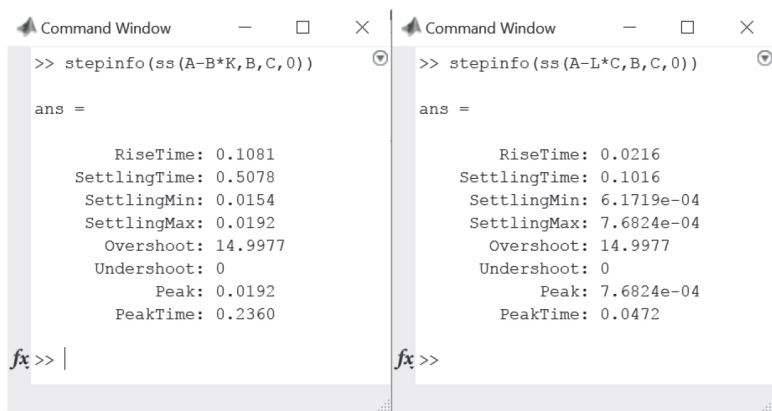 Command Window
>> stepinfo(ss(A-B*K,B,C,0))
ans =
RiseTime: 0.1081
SettlingTime: 0.5078
SettlingMin: 0.0154
SettlingMax: 0.0192
Overshoot: 14.9977
Undershoot: 0
Peak: 0.0192
PeakTime: 0.2360
fx >>
Command Window
>> stepinfo(ss(A-L*C,B,C,0))
ans =
RiseTime: 0.0216
SettlingTime: 0.1016
SettlingMin: 6.1719e-04
SettlingMax: 7.6824e-04
Overshoot: 14.9977
Undershoot: 0
Peak: 7.6824e-04
PeakTime: 0.0472
fx >>